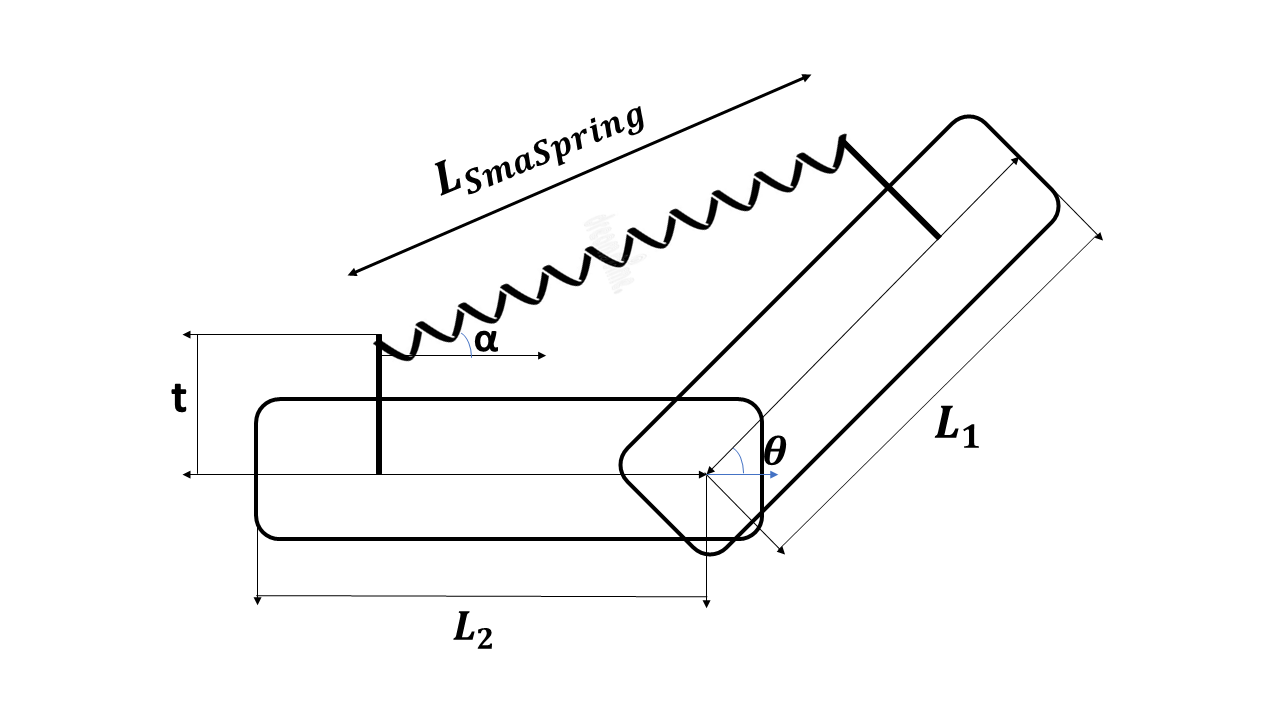 L_SmaSpring
α
t
L_1
θ
L_2